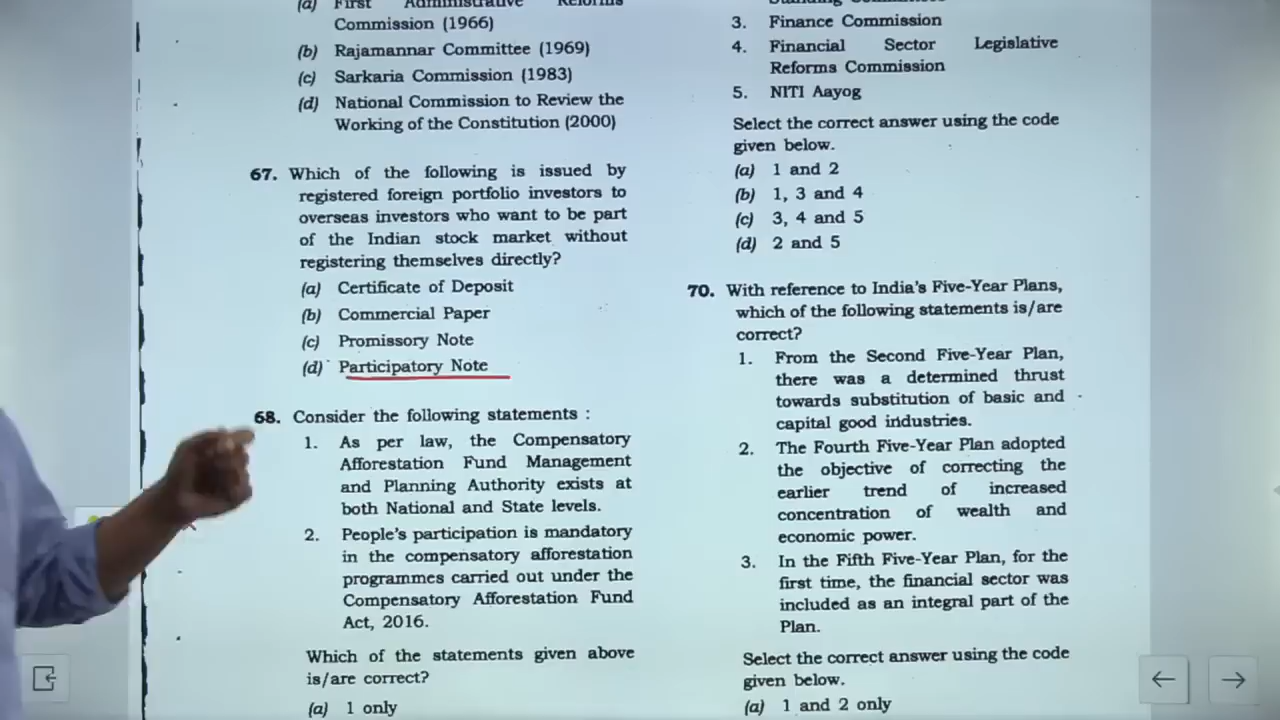 (a) First Administrative Reforms
Commission (1966)
(b) Rajamannar Committee (1969)
(c) Sarkaria Commission (1983)
(d) National Commission to Review the
Working of the Constitution (2000)
67. Which of the following is issued by
registered foreign portfolio investors to
overseas investors who want to be part
of the Indian stock market without
registering themselves directly?
(a) Certificate of Deposit
(b) Commercial Paper
(c) Promissory Note
(d) Participatory Note
68. Consider the following statements :
1. As per law, the Compensatory
Afforestation Fund Management
and Planning Authority exists at
both National and State levels.
2. People's participation is mandatory
in the compensatory afforestation
programmes carried out under the
Compensatory Afforestation Fund
Act, 2016.
Which of the statements given above
is/are correct?
(a) 1 only
3. Finance Commission
4. Financial Sector Legislative
Reforms Commission
5. NITI Aayog
Select the correct answer using the code
given below.
(a) 1 and 2
(b) 1, 3 and 4
(c) 3, 4 and 5
(d) 2 and 5
70. With reference to India's Five-Year Plans,
which of the following statements is/are
correct?
1. From the Second Five-Year Plan,
there was a determined thrust
towards substitution of basic and
capital good industries.
2. The Fourth Five-Year Plan adopted
the objective of correcting the
earlier trend of increased
concentration of wealth and
economic power.
3. In the Fifth Five-Year Plan, for the
first time, the financial sector was
included as an integral part of the
Plan.
Select the correct answer using the code
given below.
(a) 1 and 2 only